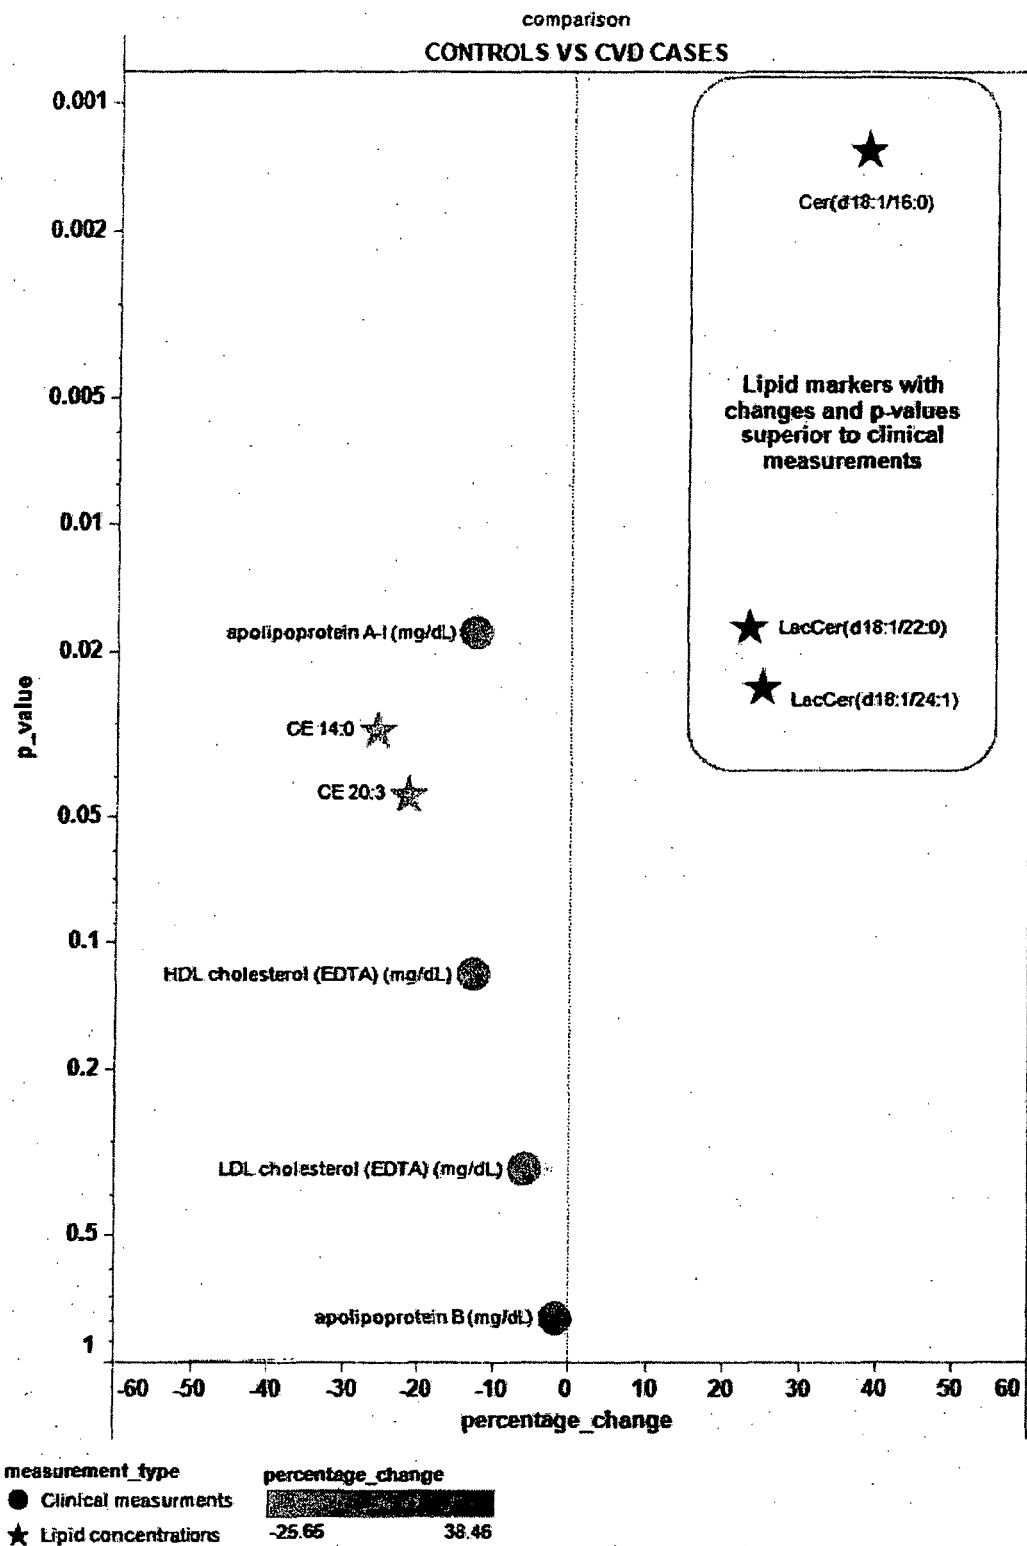 comparison
CONTROLS VS CVD CASES
0.001
Cer(d18:1/16:0)
0.002
0.005
Lipid markers with
changes and p-values
superior to clinical
measurements
0.01
apolipoprotein A-I (mg/dL)
LacCer(d18:1/22:0)
0.02
LacCer(d18:1/24:1)
p_value
CE 14:0
CE 20:3
0.05
0.1
HDL cholesterol (EDTA) (mg/dL)
0.2
LDL cholesterol (EDTA) (mg/dL)
0.5
apolipoprotein B (mg/dL)
1
-60 -50 -40 -30 -20 -10 0 10 20 30 40 50 60
percentage_change
measurement_type percentage_change
Clinical measurments
Lipid concentrations
-25.65 38.46